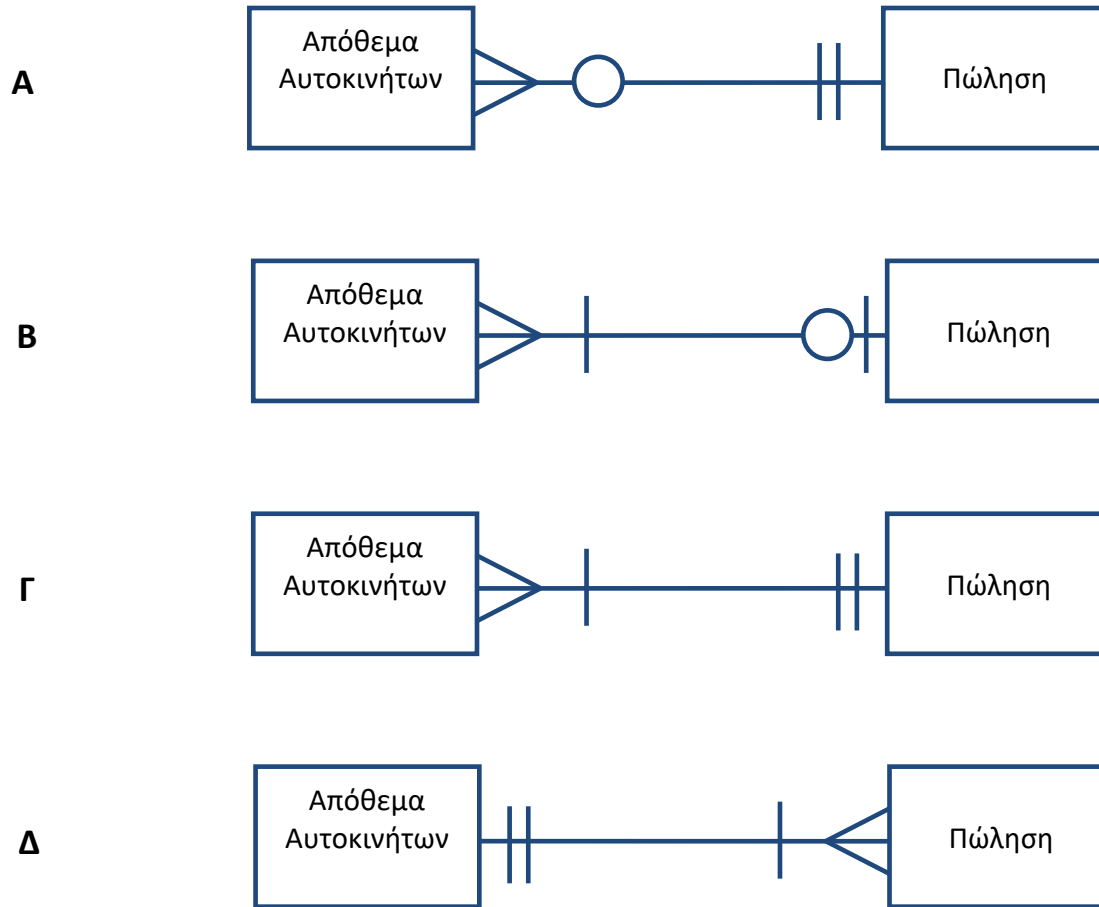 Α
Απόθεμα
Αυτοκινήτων
Πώληση
Β
Απόθεμα
Αυτοκινήτων
Πώληση
Γ
Απόθεμα
Αυτοκινήτων
Πώληση
Δ
Απόθεμα
Αυτοκινήτων
Πώληση